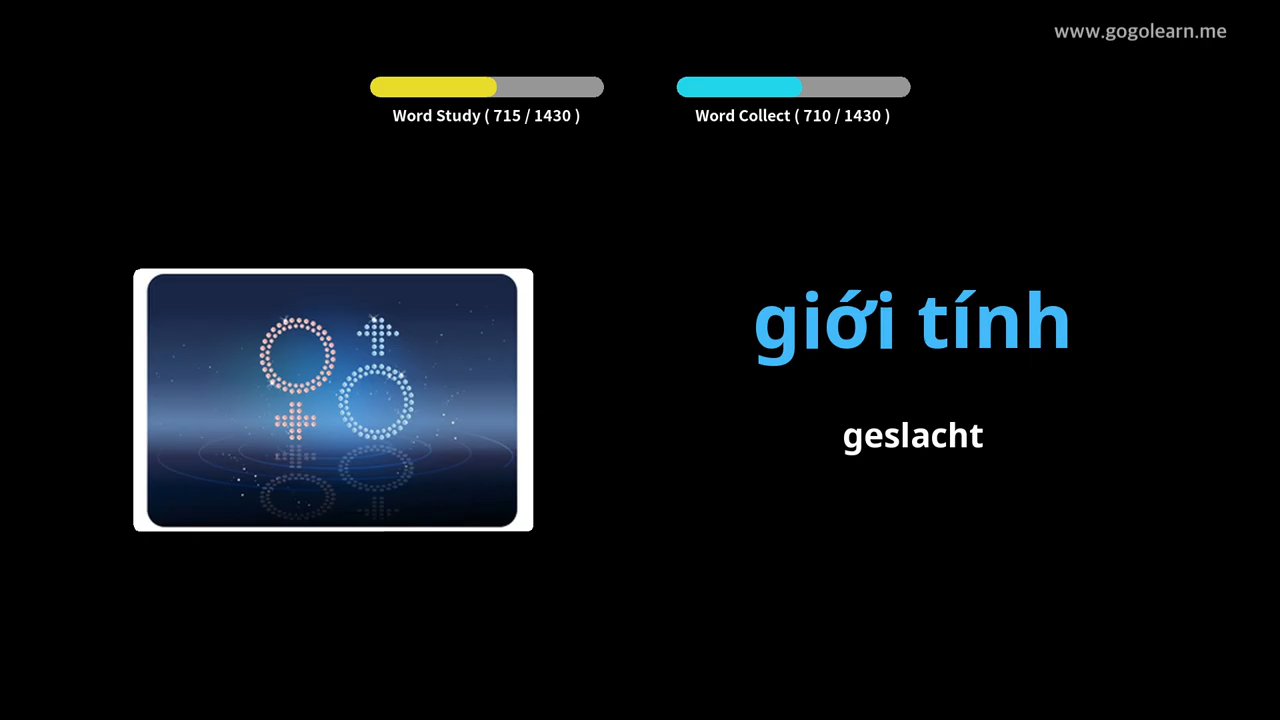 www.gogolearn.me
Word Study ( 715 / 1430 )
Word Collect ( 710 / 1430 )
giới tính
geslacht